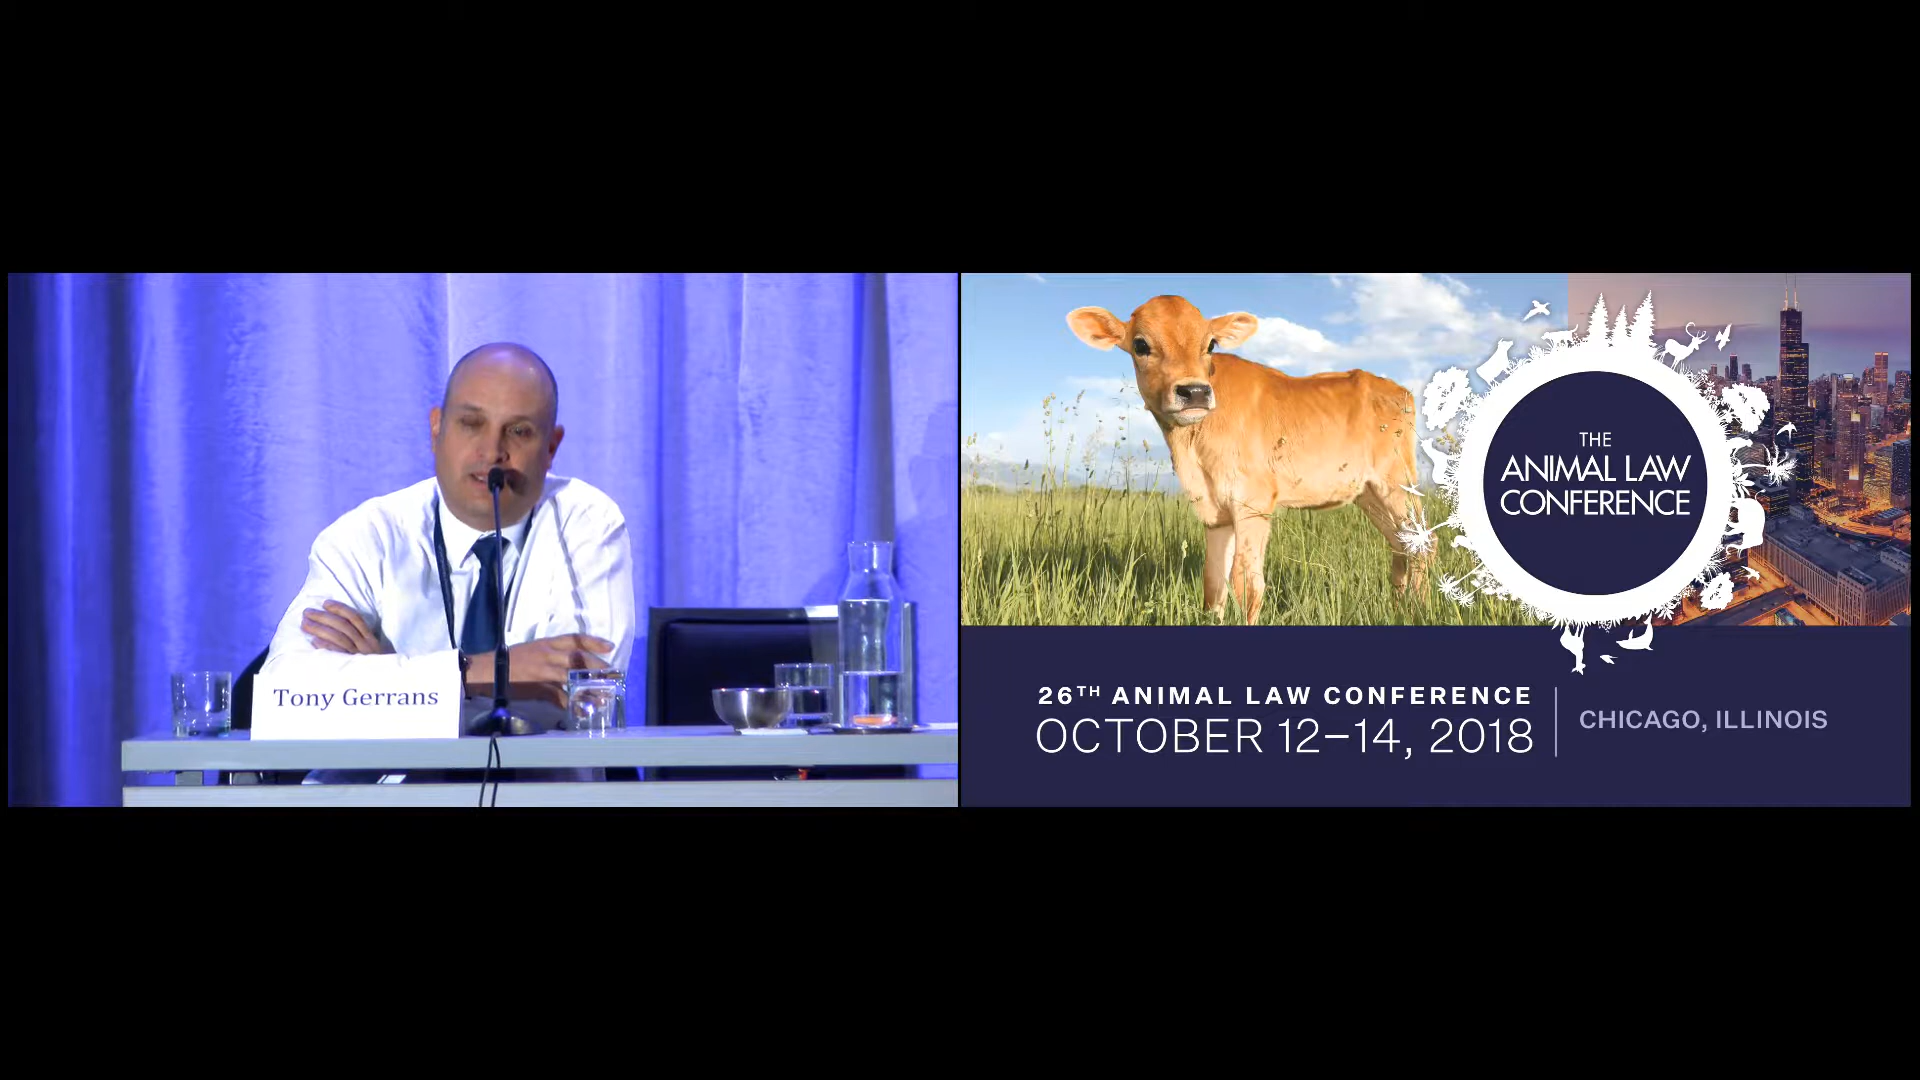 Tony Gerrans
THE
ANIMAL LAW
CONFERENCE
26TH ANIMAL LAW CONFERENCE
OCTOBER 12–14, 2018
CHICAGO, ILLINOIS